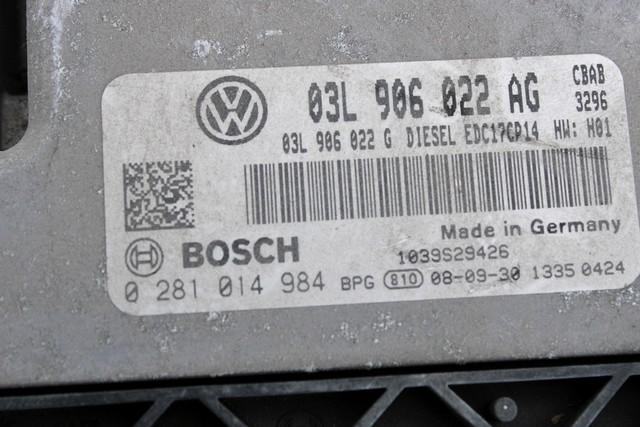 03L 906 022 AG CBAB
3296
03L 906 022 G DIESEL EDC17CP14 HW: H01
Made in Germany
BOSCH 1039S29426
0 281 014 984 BPG 810 08-09-30 1335 0424